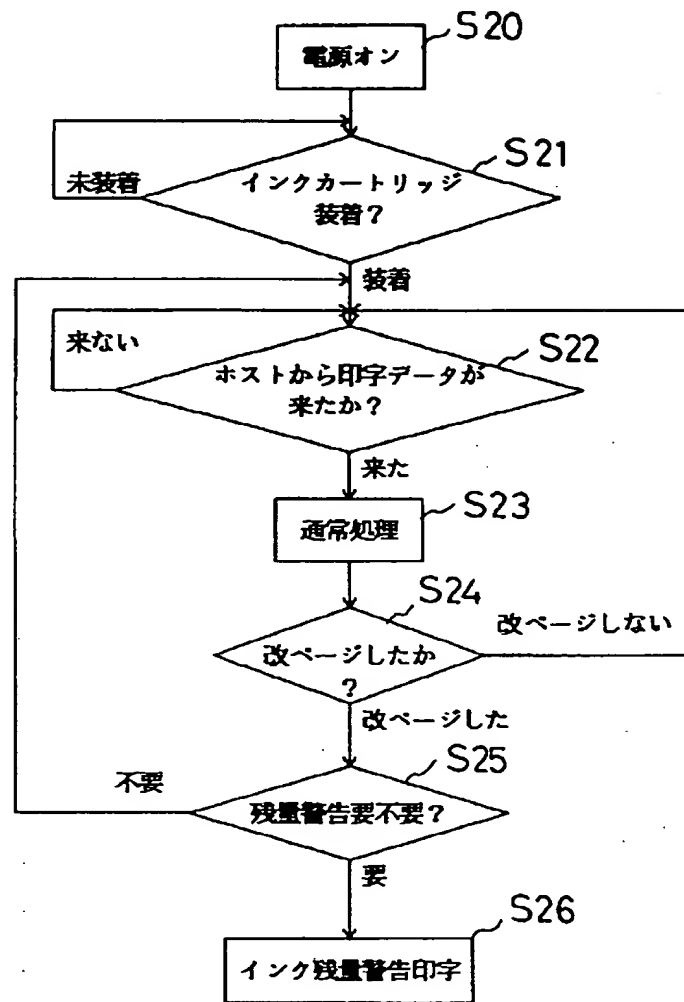 S20
電源オン
S21
未装着
インクカートリッジ
装着?
装着
来ない
S22
ホストから印字データが
来たか?
来た
S23
通常処理
S24
改ページしない
改ページしたか
?
改ページした
S25
不要
残量警告要不要?
要
S26
インク残量警告印字